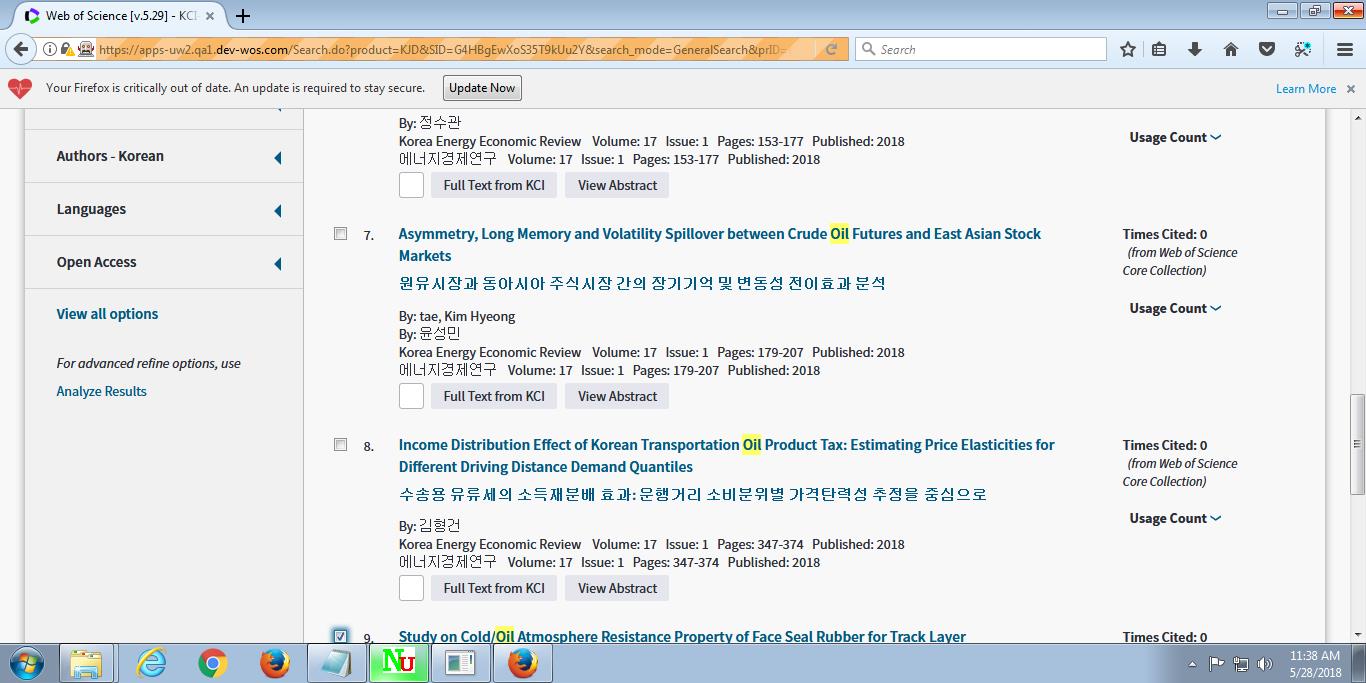 Web of Science [v.5.29] - KCI
https://apps-uw2.qa1.dev-wos.com/Search.do?product=KJD&SID=G4HBgEwXoS35T9kUu2Y&search_mode=GeneralSearch&prID=
Search
Your Firefox is critically out of date. An update is required to stay secure.
Update Now
Learn More
By: 정수관
Korea Energy Economic Review Volume: 17 Issue: 1 Pages: 153-177 Published: 2018
에너지경제연구 Volume: 17 Issue: 1 Pages: 153-177 Published: 2018
Full Text from KCI
View Abstract
Usage Count
Authors - Korean
Languages
Open Access
View all options
For advanced refine options, use
Analyze Results
7.
Asymmetry, Long Memory and Volatility Spillover between Crude Oil Futures and East Asian Stock
Markets
원유시장과 동아시아 주식시장 간의 장기기억 및 변동성 전이효과 분석
By: tae, Kim Hyeong
By: 윤성민
Korea Energy Economic Review Volume: 17 Issue: 1 Pages: 179-207 Published: 2018
에너지경제연구 Volume: 17 Issue: 1 Pages: 179-207 Published: 2018
Full Text from KCI
View Abstract
Times Cited: 0
(from Web of Science
Core Collection)
Usage Count
8.
Income Distribution Effect of Korean Transportation Oil Product Tax: Estimating Price Elasticities for
Different Driving Distance Demand Quantiles
수송용 유류세의 소득재분배 효과: 운행거리 소비분위별 가격탄력성 추정을 중심으로
By: 김형건
Korea Energy Economic Review Volume: 17 Issue: 1 Pages: 347-374 Published: 2018
에너지경제연구 Volume: 17 Issue: 1 Pages: 347-374 Published: 2018
Full Text from KCI
View Abstract
Times Cited: 0
(from Web of Science
Core Collection)
Usage Count
9.
Study on Cold/Oil Atmosphere Resistance Property of Face Seal Rubber for Track Layer
Times Cited: 0
NU
11:38 AM
5/28/2018